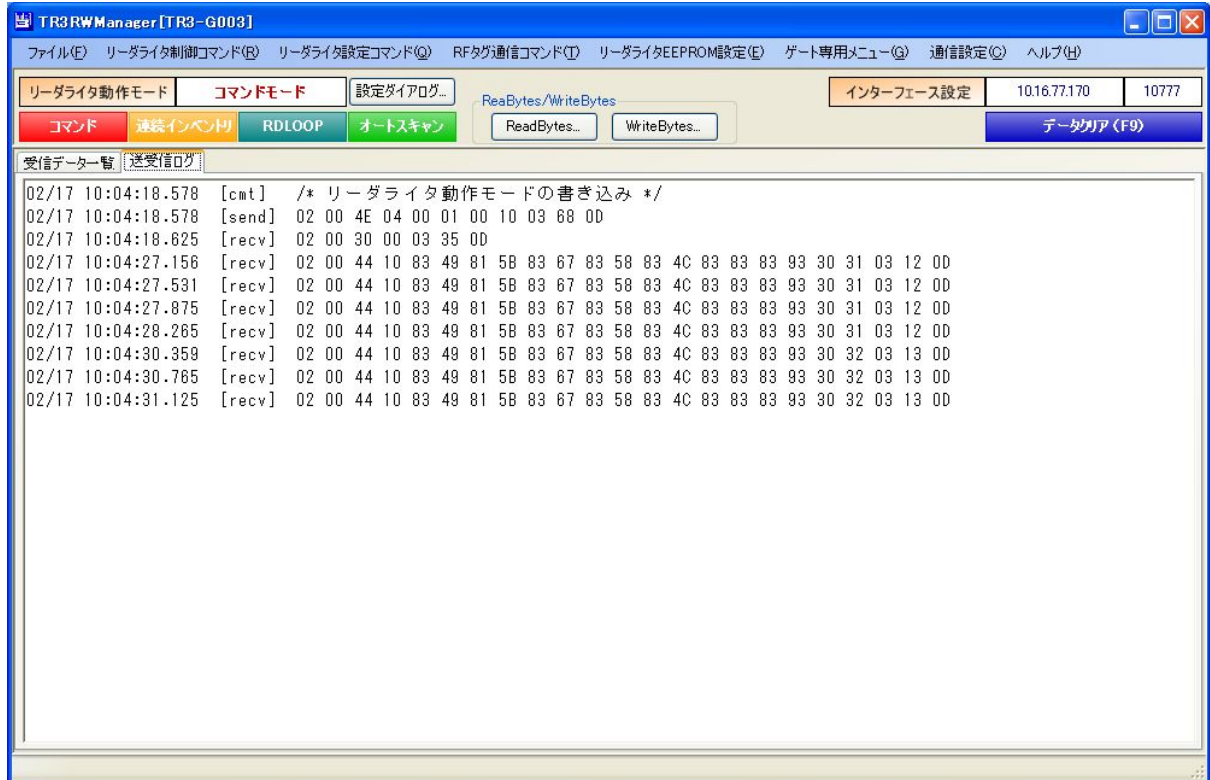 TR3RWManager[TR3-G003]
ファイル(F) リーダライタ制御コマンド(R) リーダライタ設定コマンド(Q) RFタグ通信コマンド(T) リーダライタEEPROM設定(E) ゲート専用メニュー(G) 通信設定(C) ヘルプ(H)
リーダライタ動作モード コマンドモード 設定ダイアログ... ReaBytes/WriteBytes インターフェース設定 10.16.77.170 10777
コマンド 連続インベントリ RDLOOP オートスキャン ReadBytes... WriteBytes... データクリア(F9)
受信データ一覧 送受信ログ
02/17 10:04:18.578 [cmt] /* リーダライタ動作モードの書き込み */
02/17 10:04:18.578 [send] 02 00 4E 04 00 01 00 10 03 68 0D
02/17 10:04:18.625 [recv] 02 00 30 00 03 35 0D
02/17 10:04:27.156 [recv] 02 00 44 10 83 49 81 5B 83 67 83 58 83 4C 83 83 83 93 30 31 03 12 0D
02/17 10:04:27.531 [recv] 02 00 44 10 83 49 81 5B 83 67 83 58 83 4C 83 83 83 93 30 31 03 12 0D
02/17 10:04:27.875 [recv] 02 00 44 10 83 49 81 5B 83 67 83 58 83 4C 83 83 83 93 30 31 03 12 0D
02/17 10:04:28.265 [recv] 02 00 44 10 83 49 81 5B 83 67 83 58 83 4C 83 83 83 93 30 31 03 12 0D
02/17 10:04:30.359 [recv] 02 00 44 10 83 49 81 5B 83 67 83 58 83 4C 83 83 83 93 30 32 03 13 0D
02/17 10:04:30.765 [recv] 02 00 44 10 83 49 81 5B 83 67 83 58 83 4C 83 83 83 93 30 32 03 13 0D
02/17 10:04:31.125 [recv] 02 00 44 10 83 49 81 5B 83 67 83 58 83 4C 83 83 83 93 30 32 03 13 0D